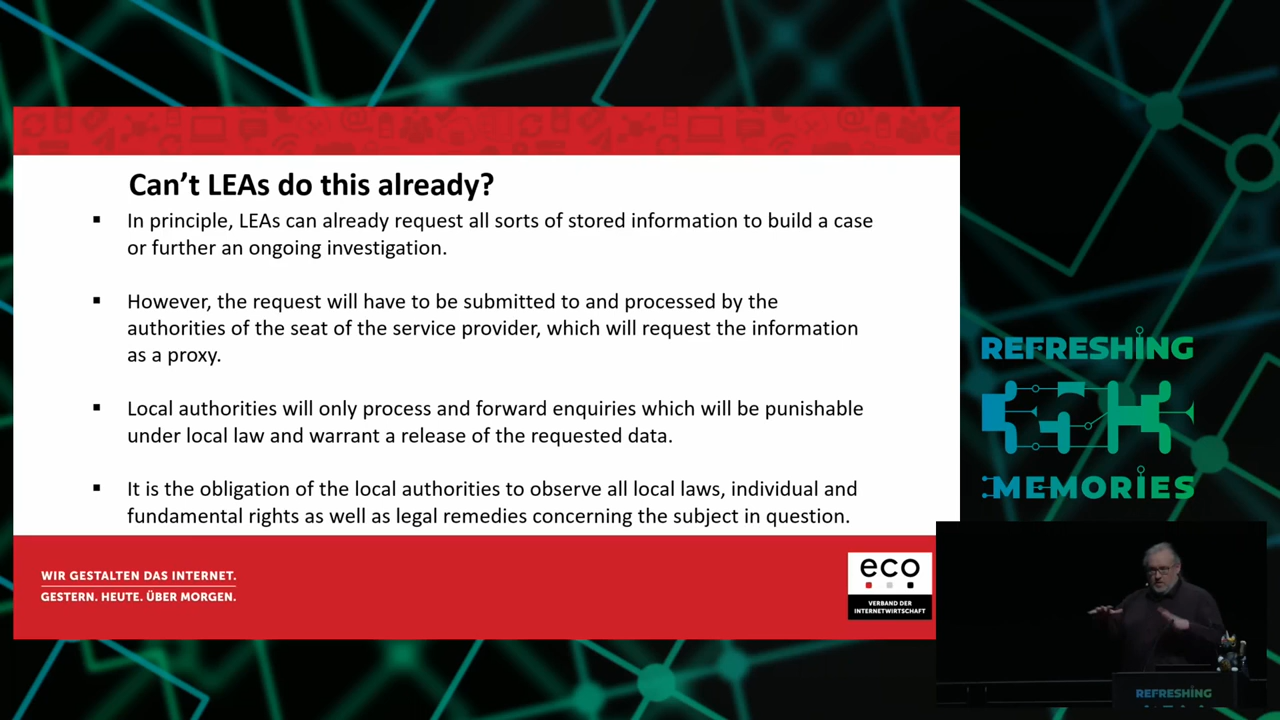 Can't LEAs do this already?
▪ In principle, LEAs can already request all sorts of stored information to build a case
or further an ongoing investigation.
▪ However, the request will have to be submitted to and processed by the
authorities of the seat of the service provider, which will request the information
as a proxy.
▪ Local authorities will only process and forward enquiries which will be punishable
under local law and warrant a release of the requested data.
▪ It is the obligation of the local authorities to observe all local laws, individual and
fundamental rights as well as legal remedies concerning the subject in question.
WIR GESTALTEN DAS INTERNET.
GESTERN. HEUTE. ÜBER MORGEN.
eco
VERBAND DER
INTERNETWIRTSCHAFT
REFRESHING
MEMORIES
REFRESHING